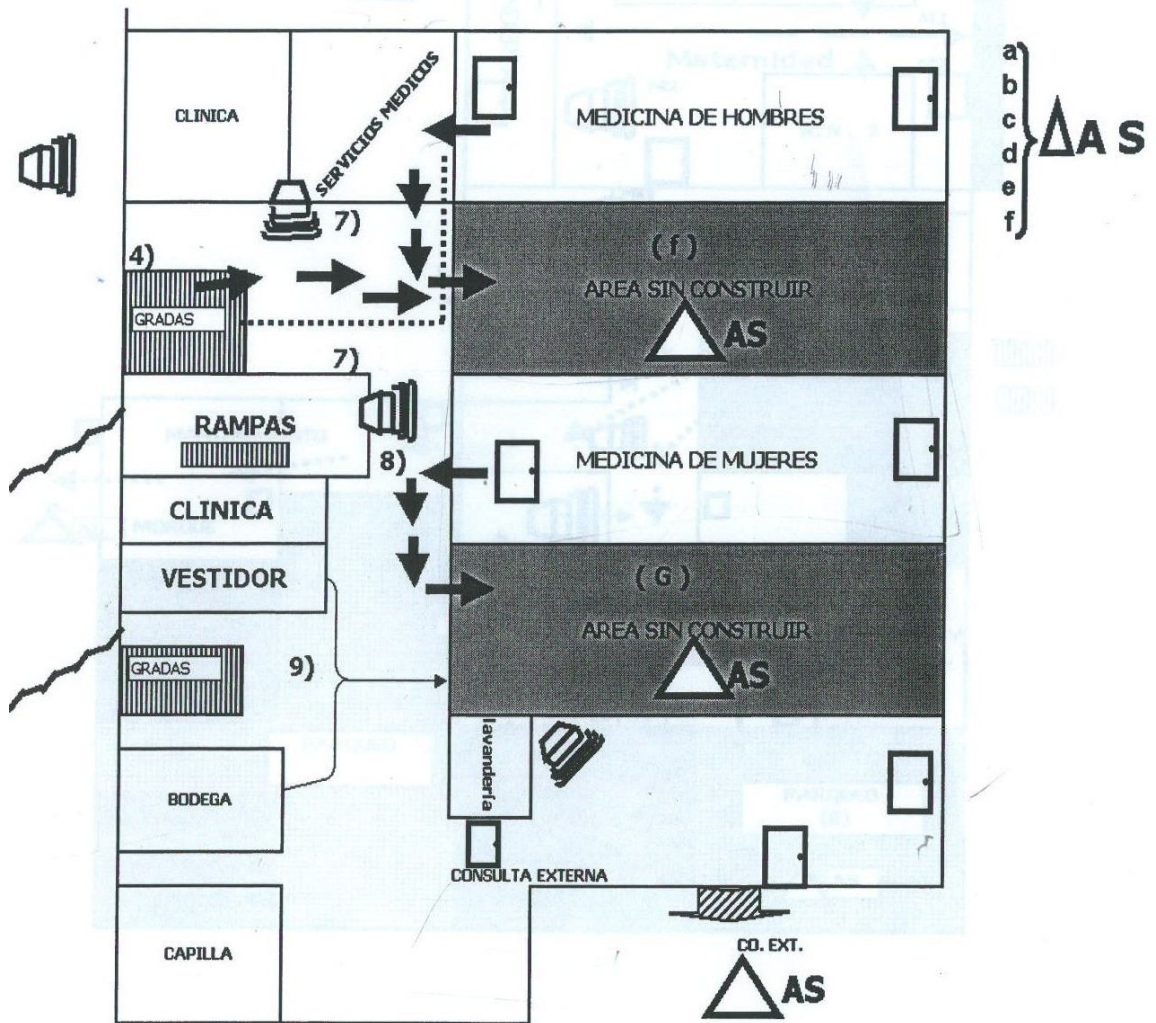 CLINICA
SERVICIOS MEDICOS
MEDICINA DE HOMBRES
a
b
c
d
e
f
Δ A S
7)
4)
GRADAS
( f )
AREA SIN CONSTRUIR
AS
7)
RAMPAS
8)
MEDICINA DE MUJERES
CLINICA
VESTIDOR
( G )
AREA SIN CONSTRUIR
AS
GRADAS
9)
lavandería
BODEGA
CONSULTA EXTERNA
CAPILLA
CO. EXT.
AS
Maternidad